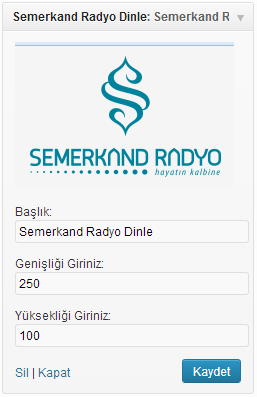 Semerkand Radyo Dinle: Semerkand R
SEMERKAND RADYO
hayatın kalbine
Başlık:
Semerkand Radyo Dinle
Genişliği Giriniz:
250
Yüksekliği Giriniz:
100
Sil | Kapat
Kaydet